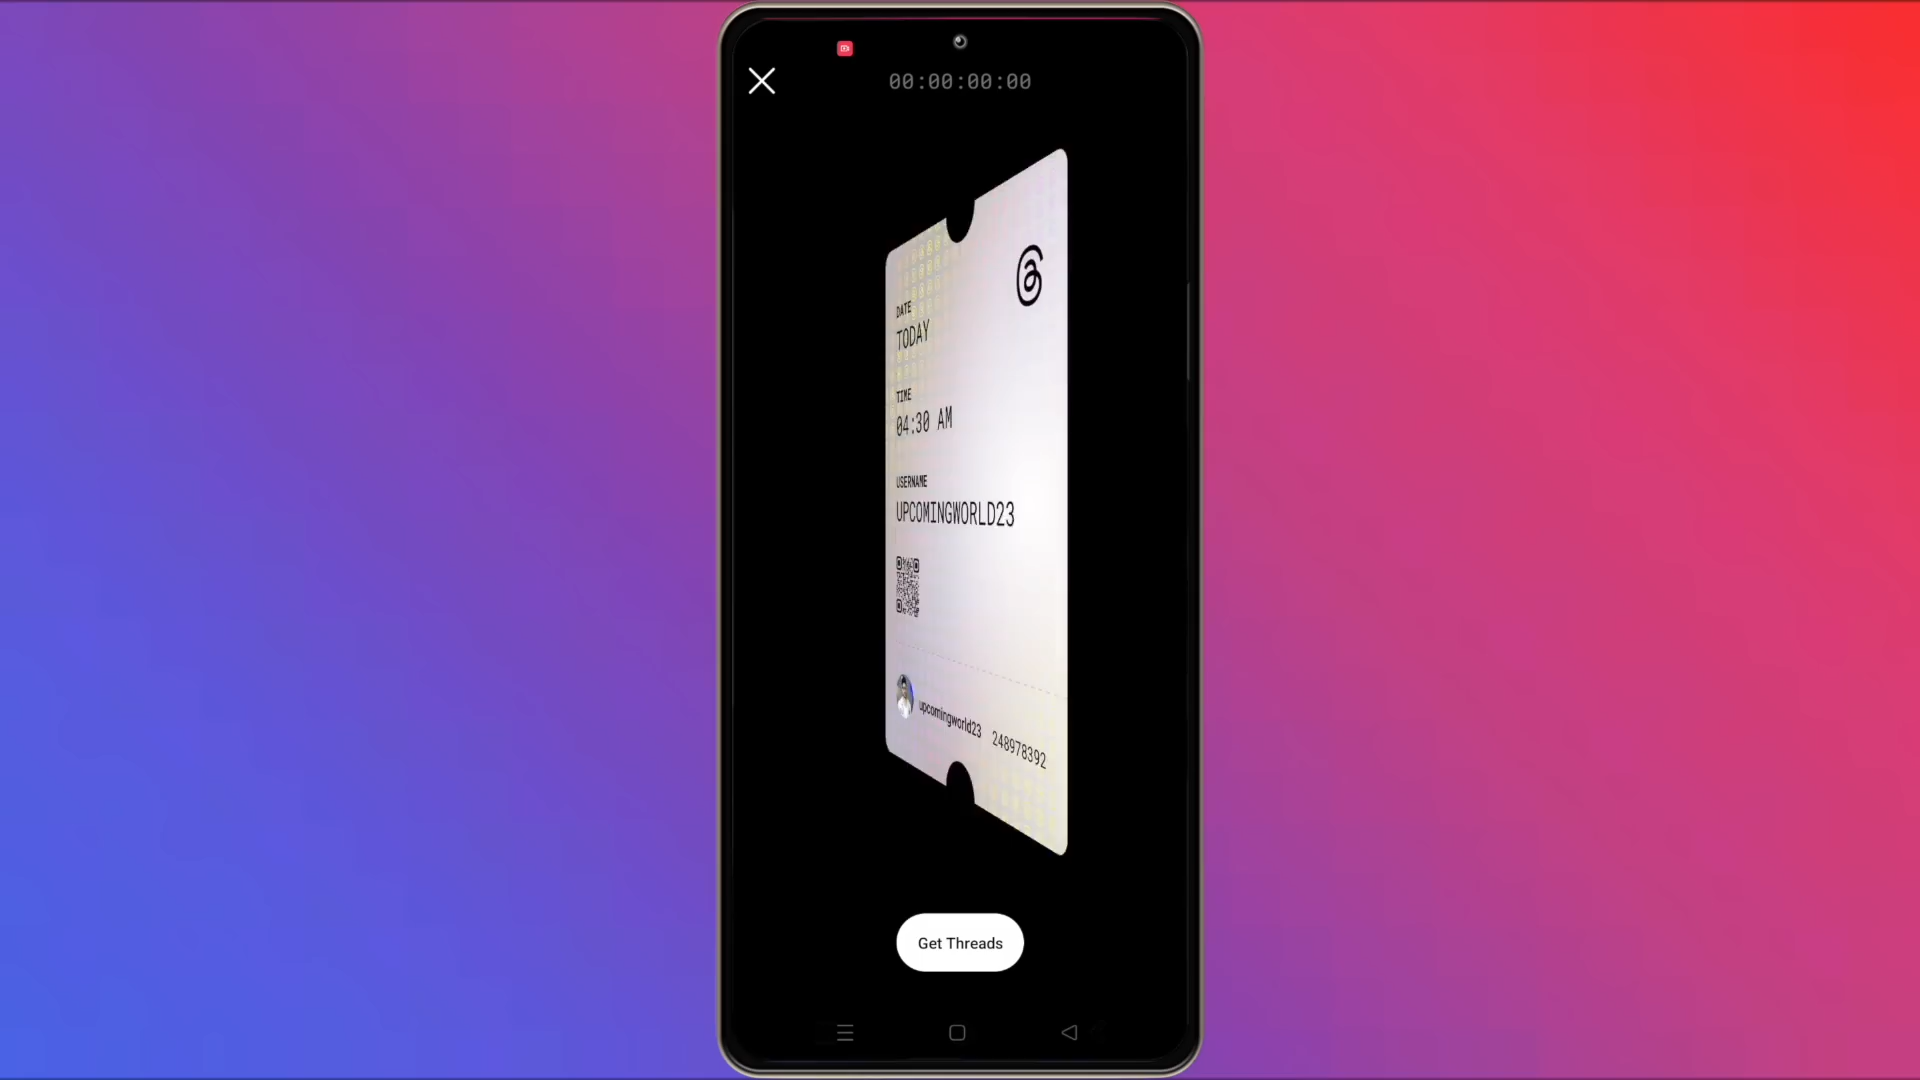 00:00:00:00
DATE
TODAY
TIME
04:30 AM
USERNAME
UPCOMINGWORLD23
upcomingworld23 248978392
Get Threads